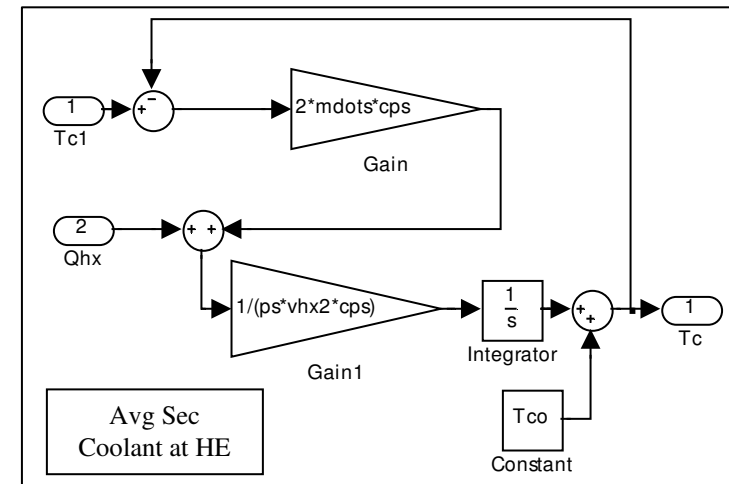 1
Tc1
+
−
2*mdots*cps
Gain
2
Qhx
+ +
1/(ps*vhx2*cps)
Gain1
1
s
Integrator
+
+
1
Tc
Tco
Constant
Avg Sec
Coolant at HE